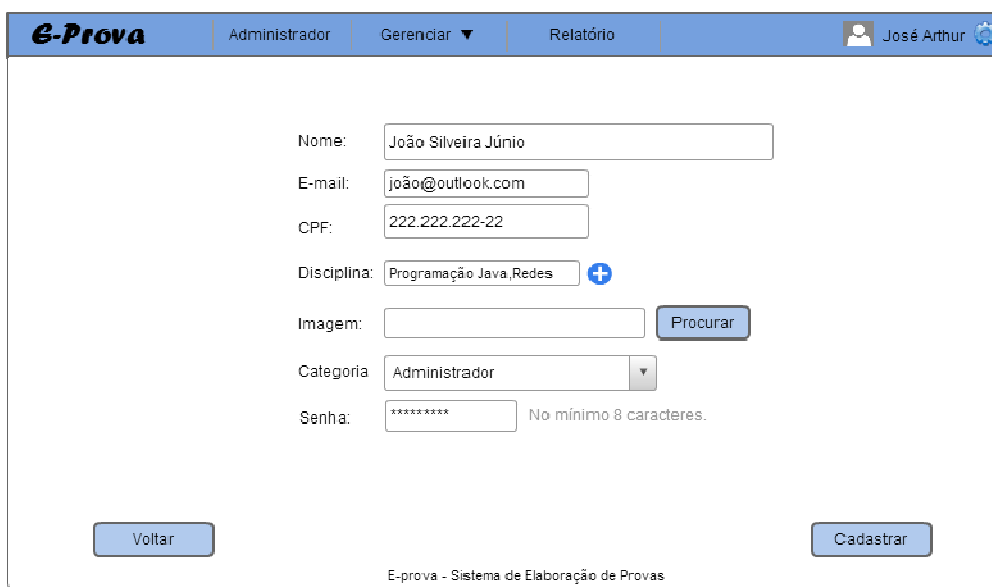 E-Prova Administrador Gerenciar ▼ Relatório José Arthur
Nome: João Silveira Júnio
E-mail: joão@outlook.com
CPF: 222.222.222-22
Disciplina: Programação Java,Redes
Imagem: Procurar
Categoria Administrador
Senha: ********* No mínimo 8 caracteres.
Voltar Cadastrar
E-prova - Sistema de Elaboração de Provas